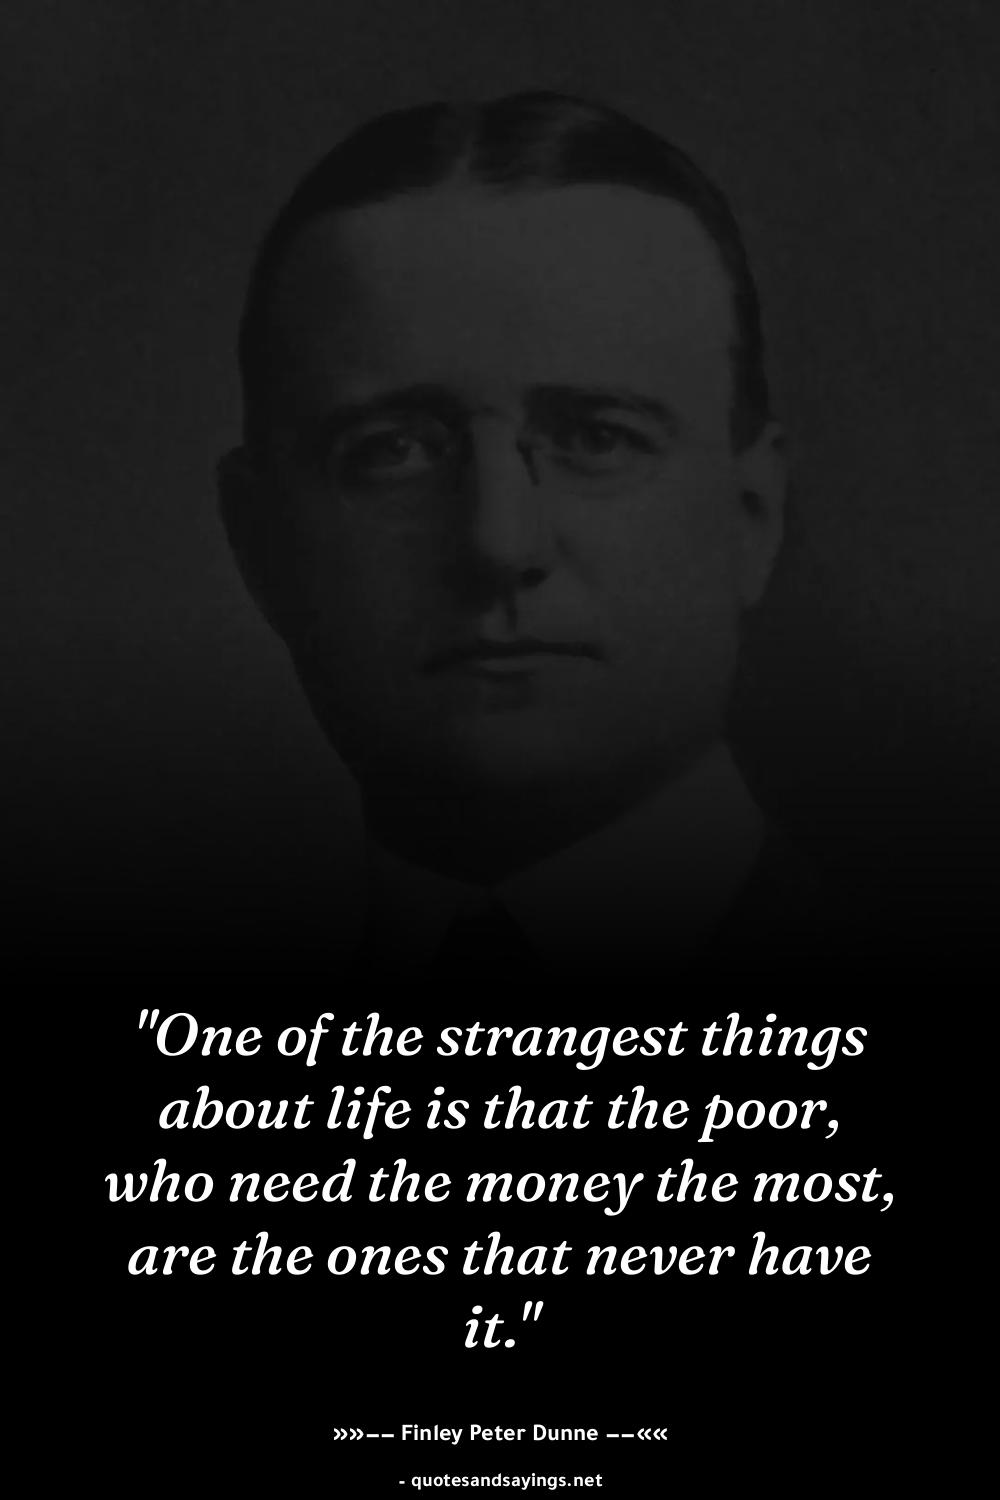 "One of the strangest things
about life is that the poor,
who need the money the most,
are the ones that never have
it."
»»−− Finley Peter Dunne −−««
- quotesandsayings.net